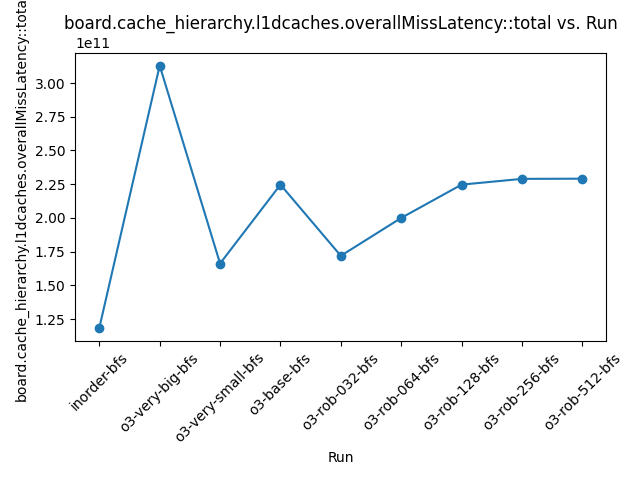 board.cache_hierarchy.l1dcaches.overallMissLatency::total vs. Run
1e11
board.cache_hierarchy.l1dcaches.overallMissLatency::total
3.00
2.75
2.50
2.25
2.00
1.75
1.50
1.25
inorder-bfs
o3-very-big-bfs
o3-very-small-bfs
o3-base-bfs
o3-rob-032-bfs
o3-rob-064-bfs
o3-rob-128-bfs
o3-rob-256-bfs
o3-rob-512-bfs
Run